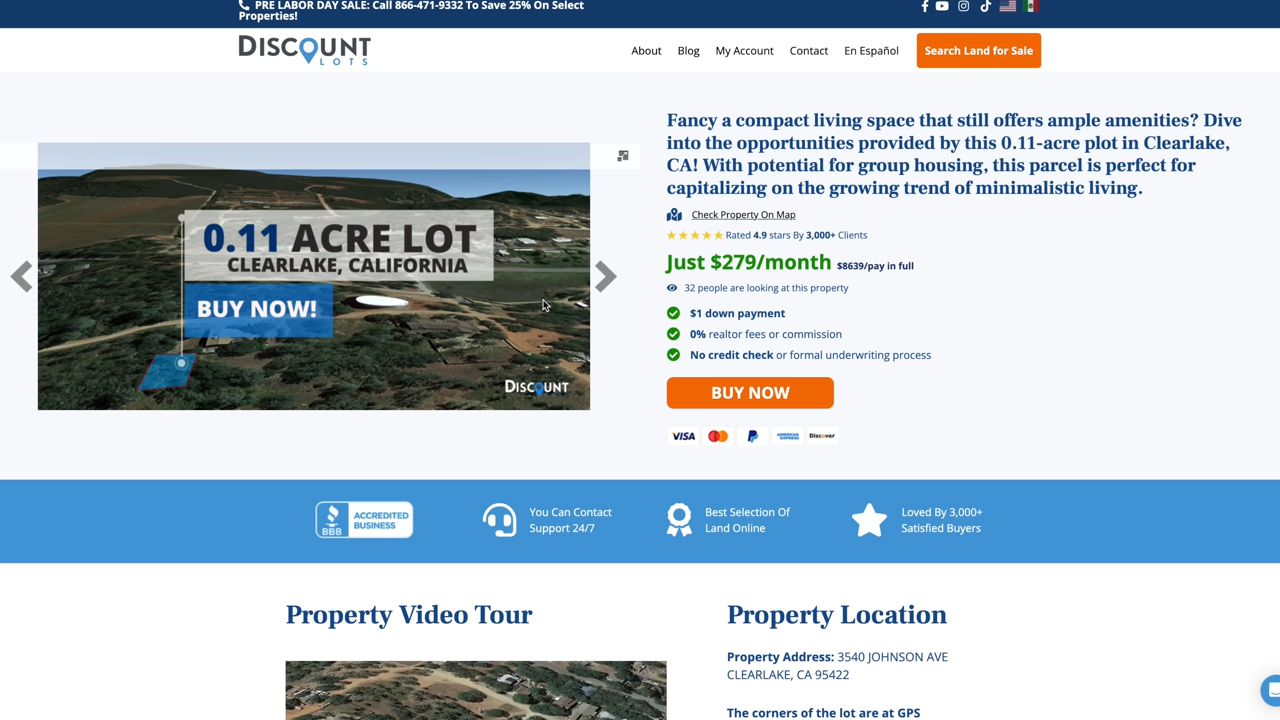 PRE LABOR DAY SALE: Call 866-471-9332 To Save 25% On Select
Properties!
DISCOUNT
LOTS
About
Blog
My Account
Contact
En Español
Search Land for Sale
0.11 ACRE LOT
CLEARLAKE, CALIFORNIA
BUY NOW!
DISCOUNT
Fancy a compact living space that still offers ample amenities? Dive
into the opportunities provided by this 0.11-acre plot in Clearlake,
CA! With potential for group housing, this parcel is perfect for
capitalizing on the growing trend of minimalistic living.
Check Property On Map
Rated 4.9 stars By 3,000+ Clients
Just $279/month $8639/pay in full
32 people are looking at this property
$1 down payment
0% realtor fees or commission
No credit check or formal underwriting process
BUY NOW
VISA
AMERICAN
EXPRESS
Discover
BBB
ACCREDITED
BUSINESS
You Can Contact
Support 24/7
Best Selection Of
Land Online
Loved By 3,000+
Satisfied Buyers
Property Video Tour
Property Location
Property Address: 3540 JOHNSON AVE
CLEARLAKE, CA 95422
The corners of the lot are at GPS